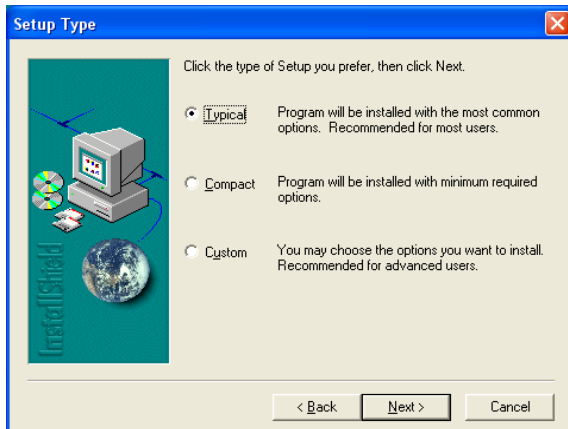 Setup Type
Click the type of Setup you prefer, then click Next.
Typical
Program will be installed with the most common
options. Recommended for most users.
Compact
Program will be installed with minimum required
options.
Custom
You may choose the options you want to install.
Recommended for advanced users.
InstallShield
< Back
Next >
Cancel